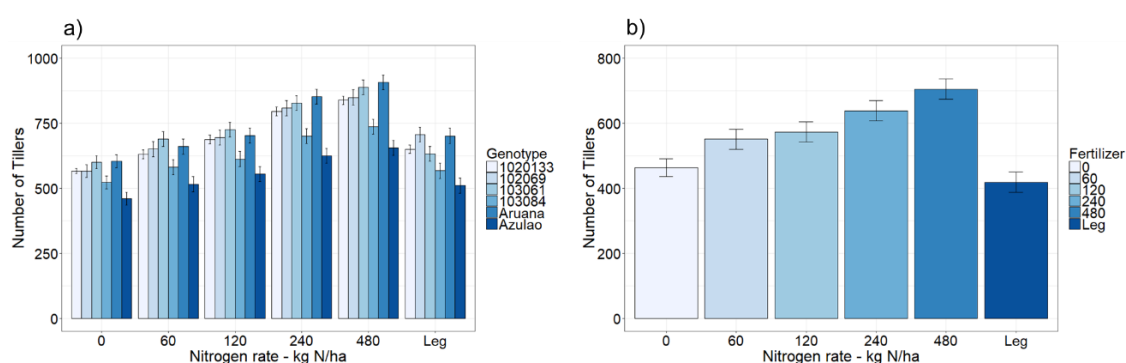 a)
1000
750
500
250
0
Number of Tillers
0 60 120 240 480 Leg
Nitrogen rate - kg N/ha
Genotype
1020133
102069
103061
103084
Aruana
Azulao
b)
800
600
400
200
0
Number of Tillers
0 60 120 240 480 Leg
Nitrogen rate - kg N/ha
Fertilizer
0
60
120
240
480
Leg